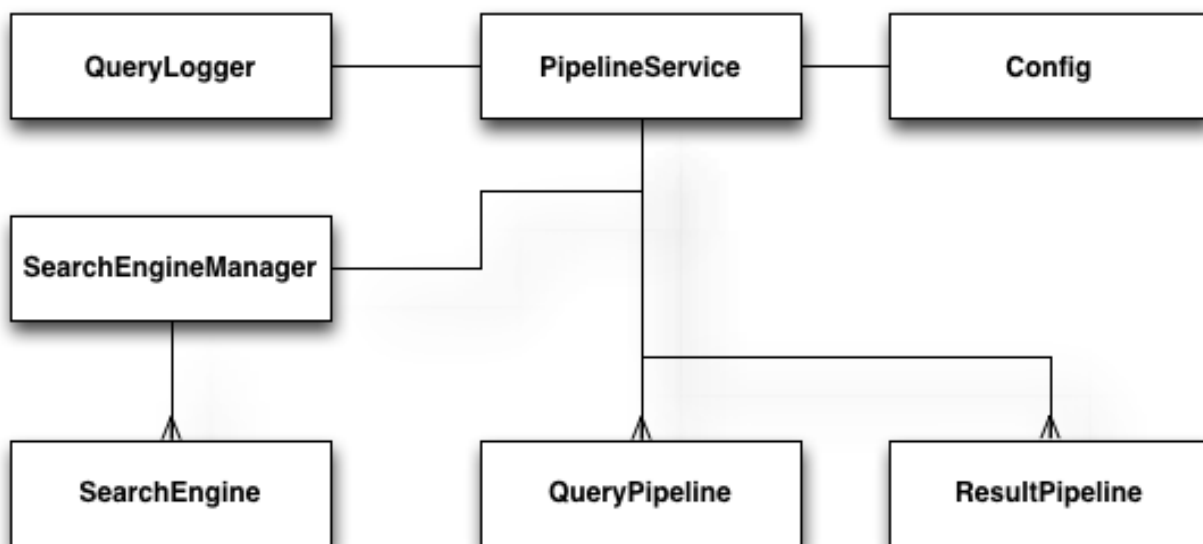 QueryLogger
PipelineService
Config
SearchEngineManager
SearchEngine
QueryPipeline
ResultPipeline